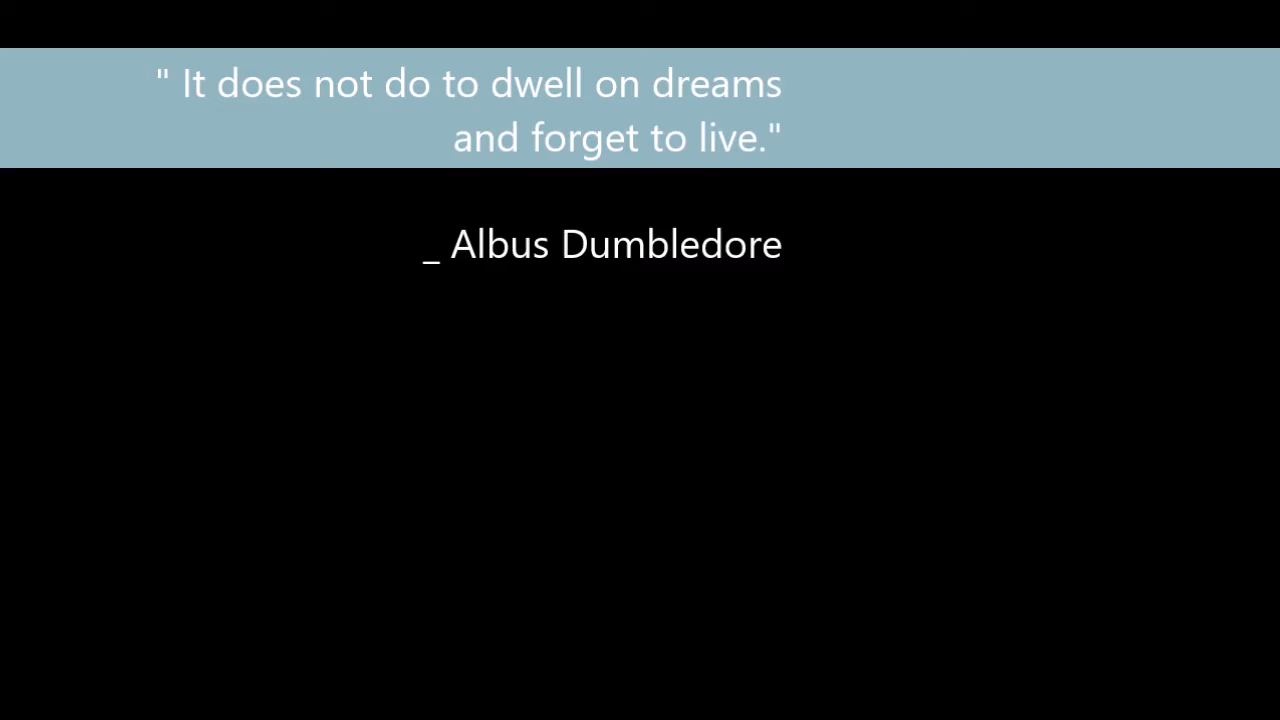 " It does not do to dwell on dreams
and forget to live."
_ Albus Dumbledore